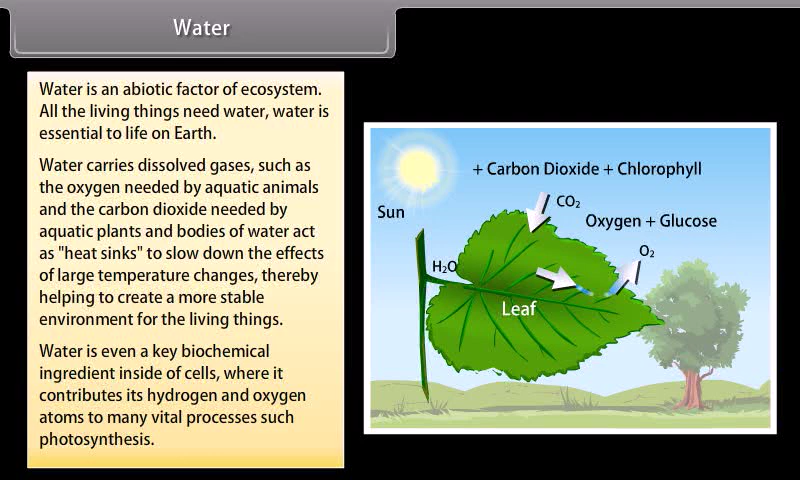 Water
Water is an abiotic factor of ecosystem.
All the living things need water, water is
essential to life on Earth.
Water carries dissolved gases, such as
the oxygen needed by aquatic animals
and the carbon dioxide needed by
aquatic plants and bodies of water act
as "heat sinks" to slow down the effects
of large temperature changes, thereby
helping to create a more stable
environment for the living things.
Water is even a key biochemical
ingredient inside of cells, where it
contributes its hydrogen and oxygen
atoms to many vital processes such
photosynthesis.
+ Carbon Dioxide + Chlorophyll
CO₂
Sun
Oxygen + Glucose
O₂
H₂O
Leaf